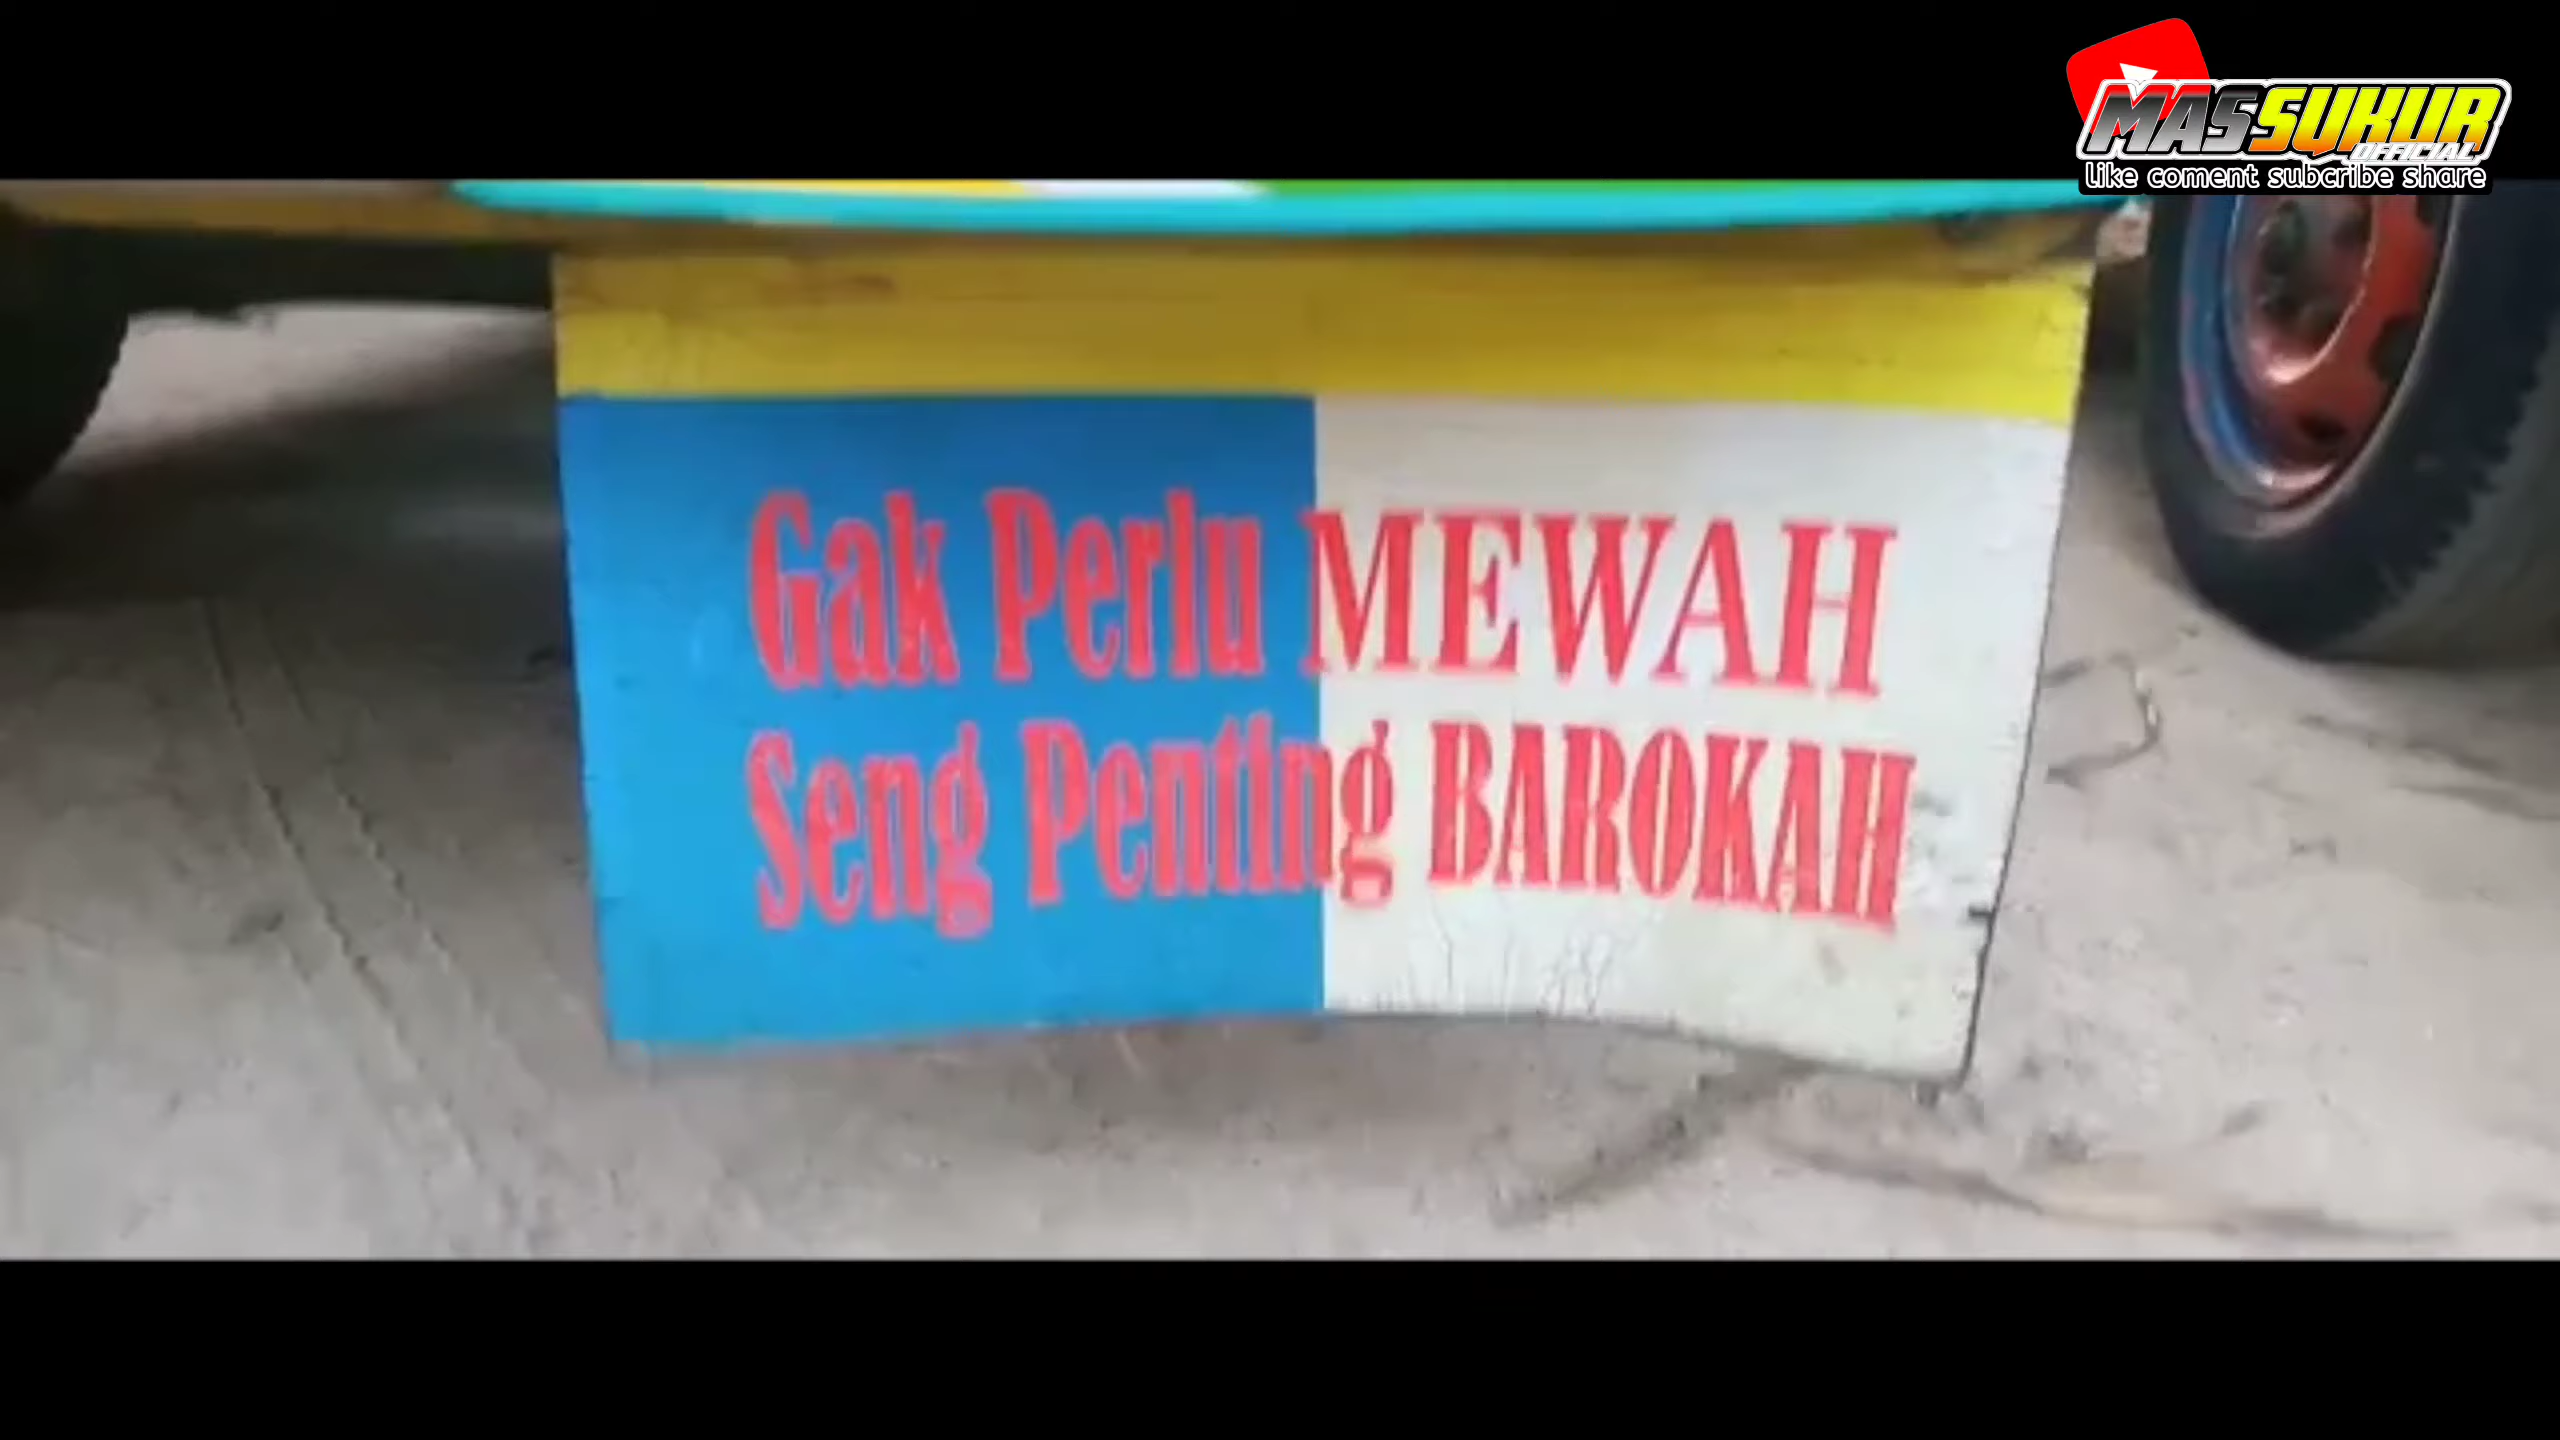 MASSUKUR
OFFICIAL
like coment subcribe share
Gak Perlu MEWAH
Seng Penting BAROKAH